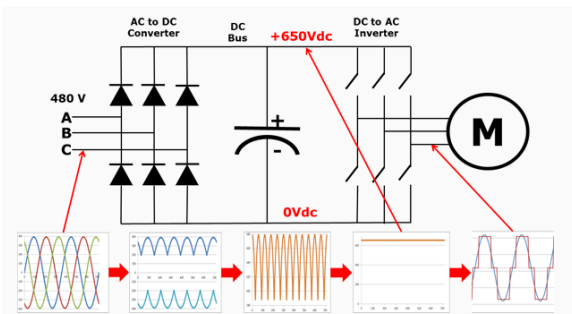 AC to DC
Converter
DC
Bus
+650Vdc
DC to AC
Inverter
480 V
A
B
C
+
-
M
0Vdc